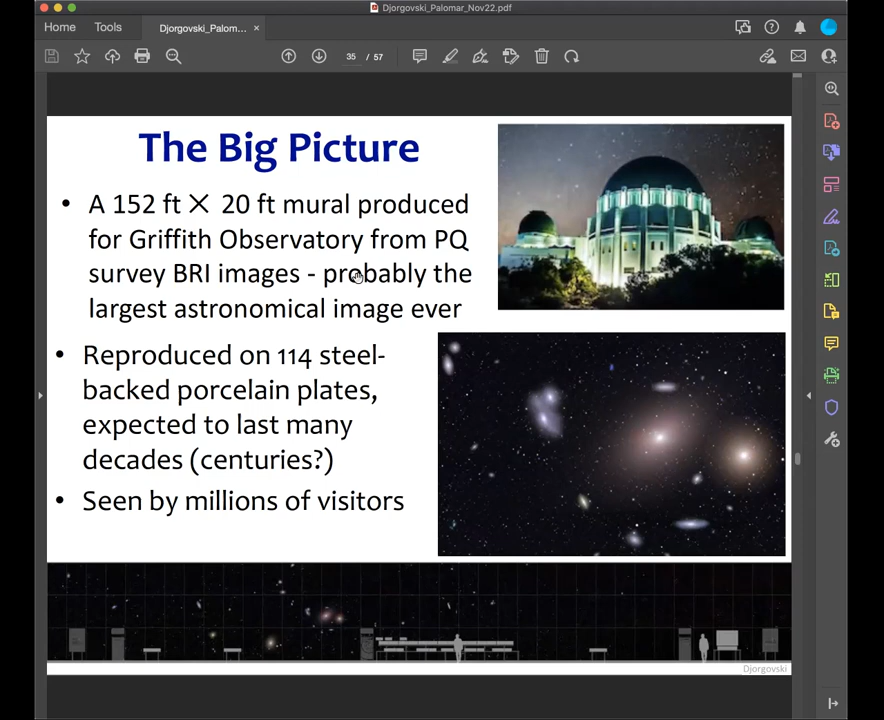 Djorgovski_Palomar_Nov22.pdf
Home
Tools
Djorgovski_Palom...
35 / 57
The Big Picture
• A 152 ft × 20 ft mural produced
for Griffith Observatory from PQ
survey BRI images - probably the
largest astronomical image ever
• Reproduced on 114 steel-
backed porcelain plates,
expected to last many
decades (centuries?)
• Seen by millions of visitors
Djorgovski